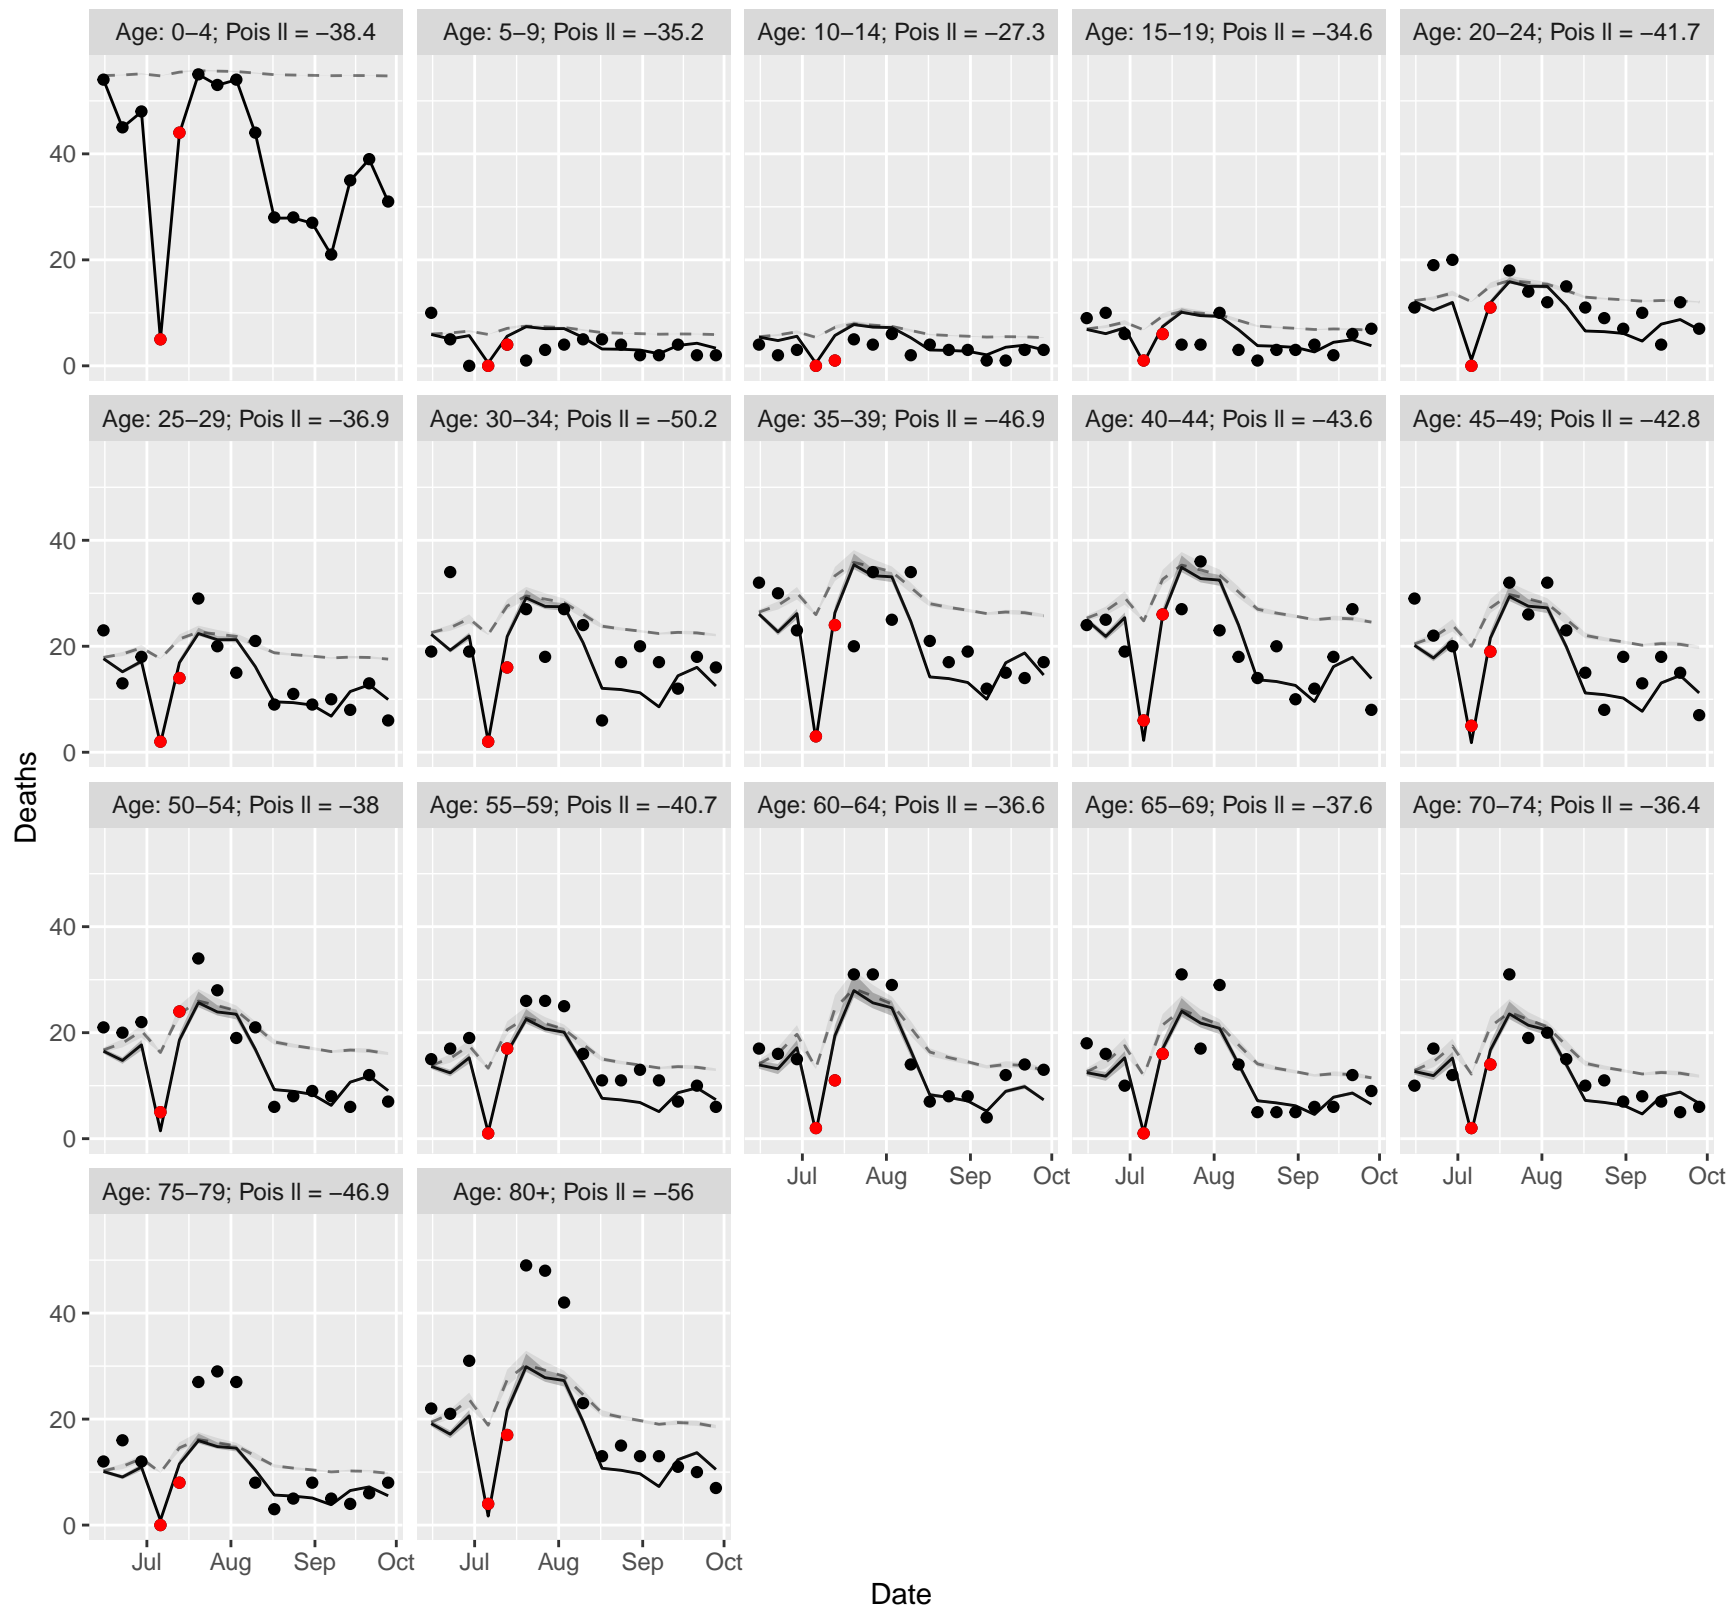 Age: 0−4; Pois ll = −38.4
Age: 5−9; Pois ll = −35.2
Age: 10−14; Pois ll = −27.3
Age: 15−19; Pois ll = −34.6
Age: 20−24; Pois ll = −41.7
40
20
0
Age: 25−29; Pois ll = −36.9
Age: 30−34; Pois ll = −50.2
Age: 35−39; Pois ll = −46.9
Age: 40−44; Pois ll = −43.6
Age: 45−49; Pois ll = −42.8
40
20
0
Deaths
Age: 50−54; Pois ll = −38
Age: 55−59; Pois ll = −40.7
Age: 60−64; Pois ll = −36.6
Age: 65−69; Pois ll = −37.6
Age: 70−74; Pois ll = −36.4
40
20
0
Jul Aug Sep Oct
Jul Aug Sep Oct
Jul Aug Sep Oct
Age: 75−79; Pois ll = −46.9
Age: 80+; Pois ll = −56
40
20
0
Jul Aug Sep Oct
Jul Aug Sep Oct
Date